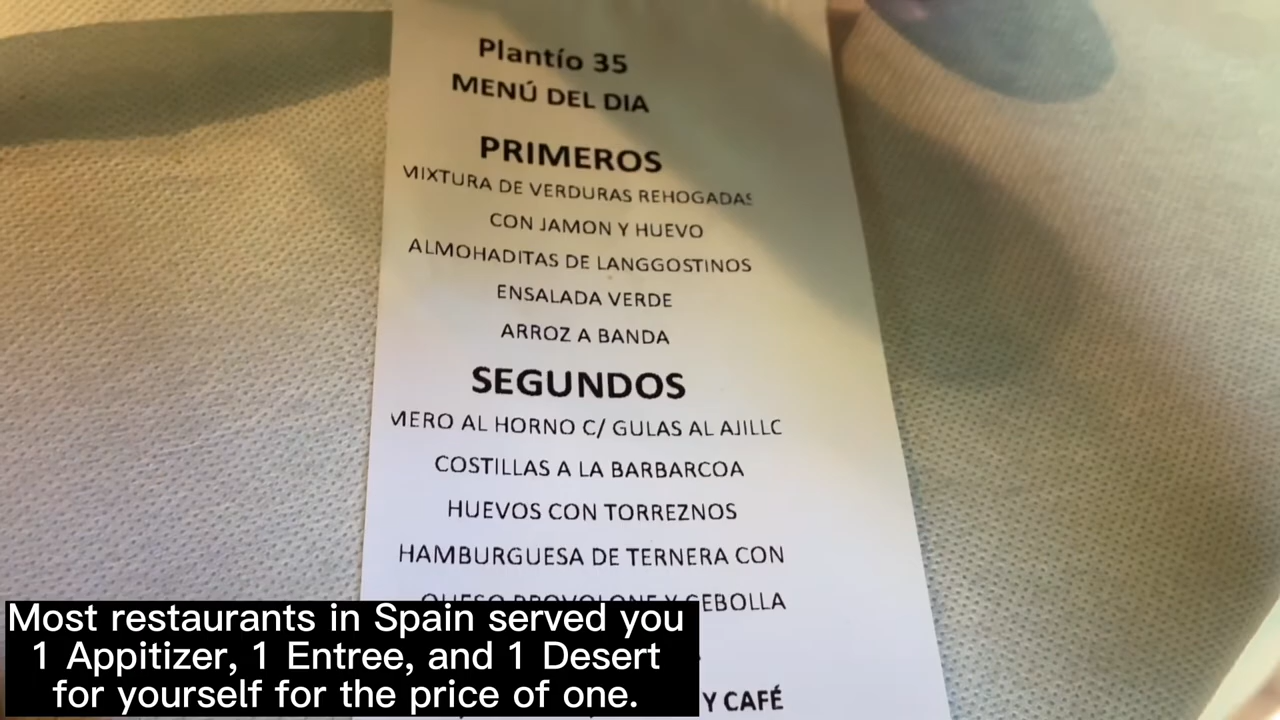 Plantío 35
MENÚ DEL DIA
PRIMEROS
MIXTURA DE VERDURAS REHOGADAS
CON JAMON Y HUEVO
ALMOHADITAS DE LANGGOSTINOS
ENSALADA VERDE
ARROZ A BANDA
SEGUNDOS
MERO AL HORNO C/ GULAS AL AJILLC
COSTILLAS A LA BARBARCOA
HUEVOS CON TORREZNOS
HAMBURGUESA DE TERNERA CON
QUESO PROVOLONE Y CEBOLLA
Y CAFÉ
Most restaurants in Spain served you
1 Appitizer, 1 Entree, and 1 Desert
for yourself for the price of one.